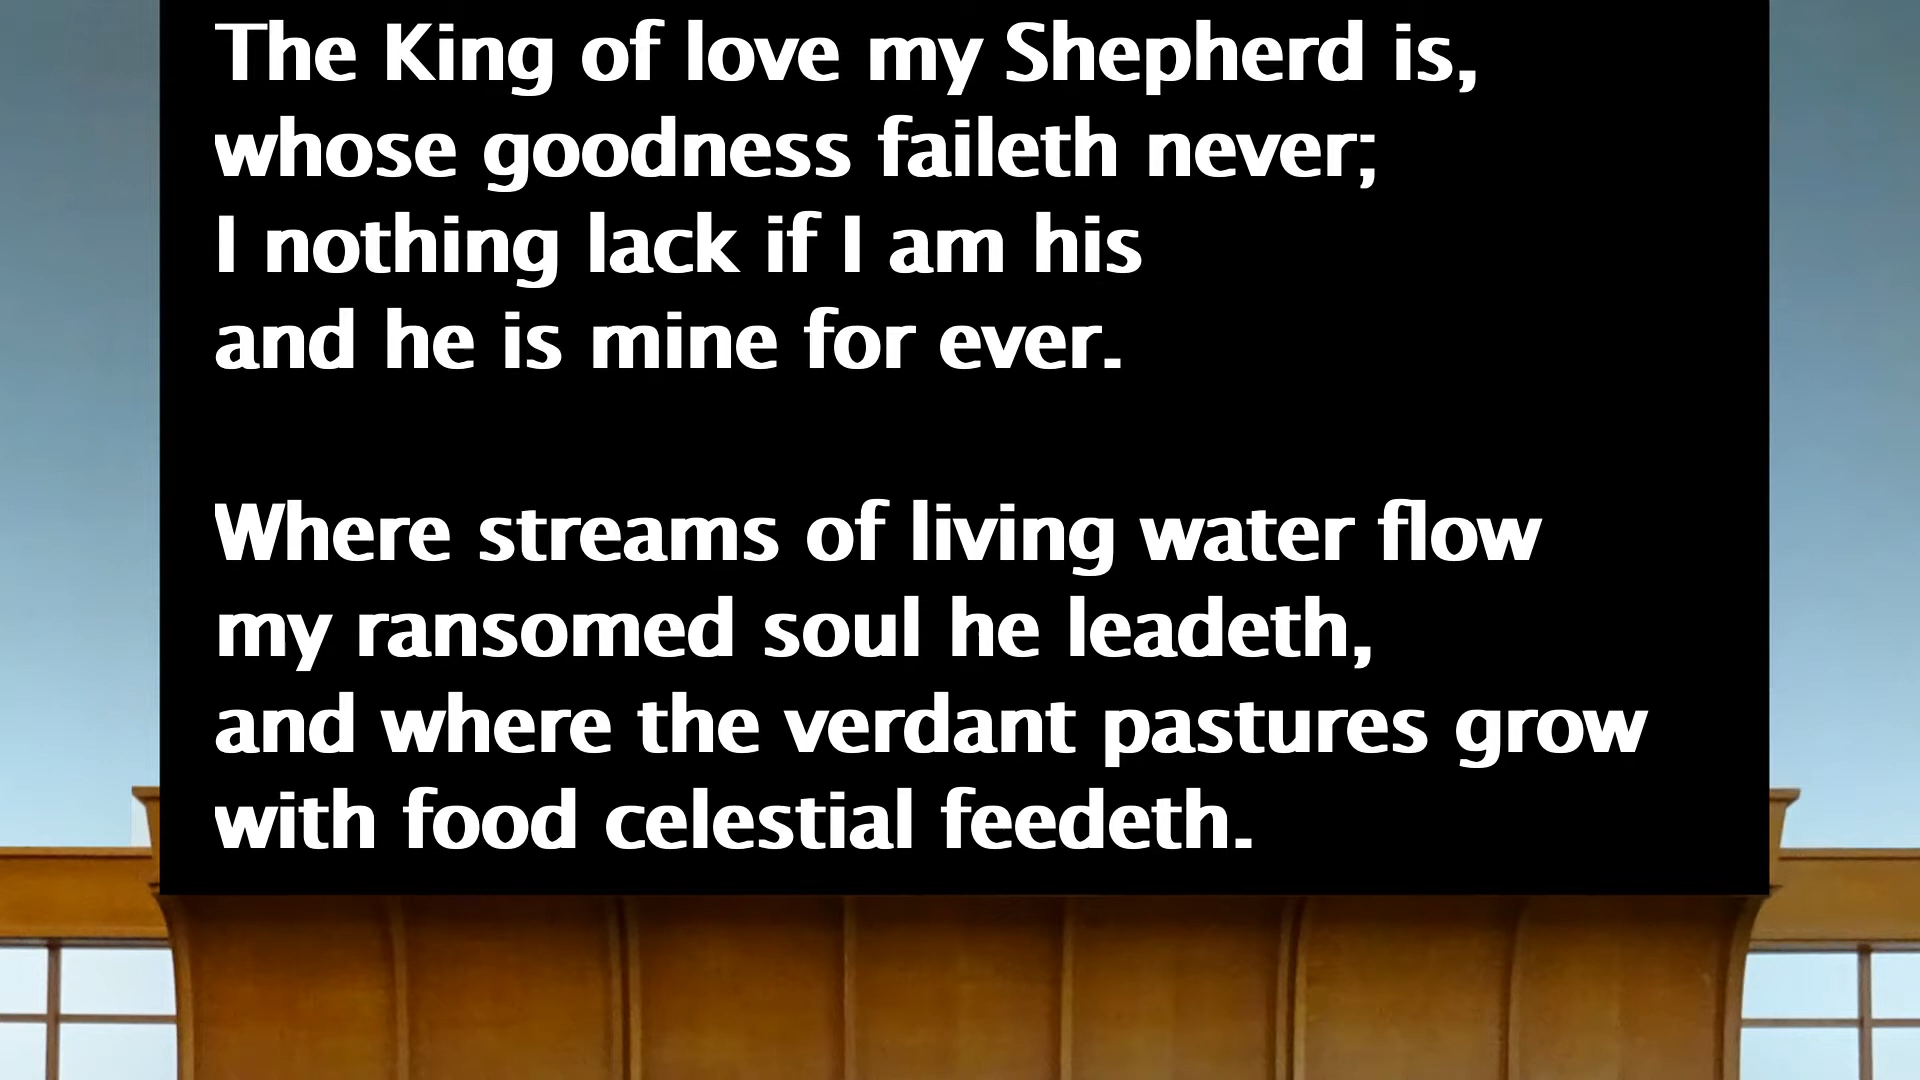 The King of love my Shepherd is,
whose goodness faileth never;
I nothing lack if I am his
and he is mine for ever.
Where streams of living water flow
my ransomed soul he leadeth,
and where the verdant pastures grow
with food celestial feedeth.